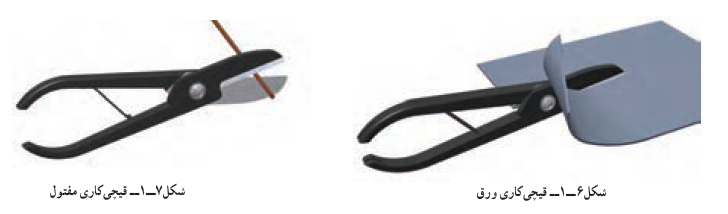 شکل۶ــ۱ــ قیچی‌کاری ورق
شکل۷ــ۱ــ قیچی‌کاری مفتول